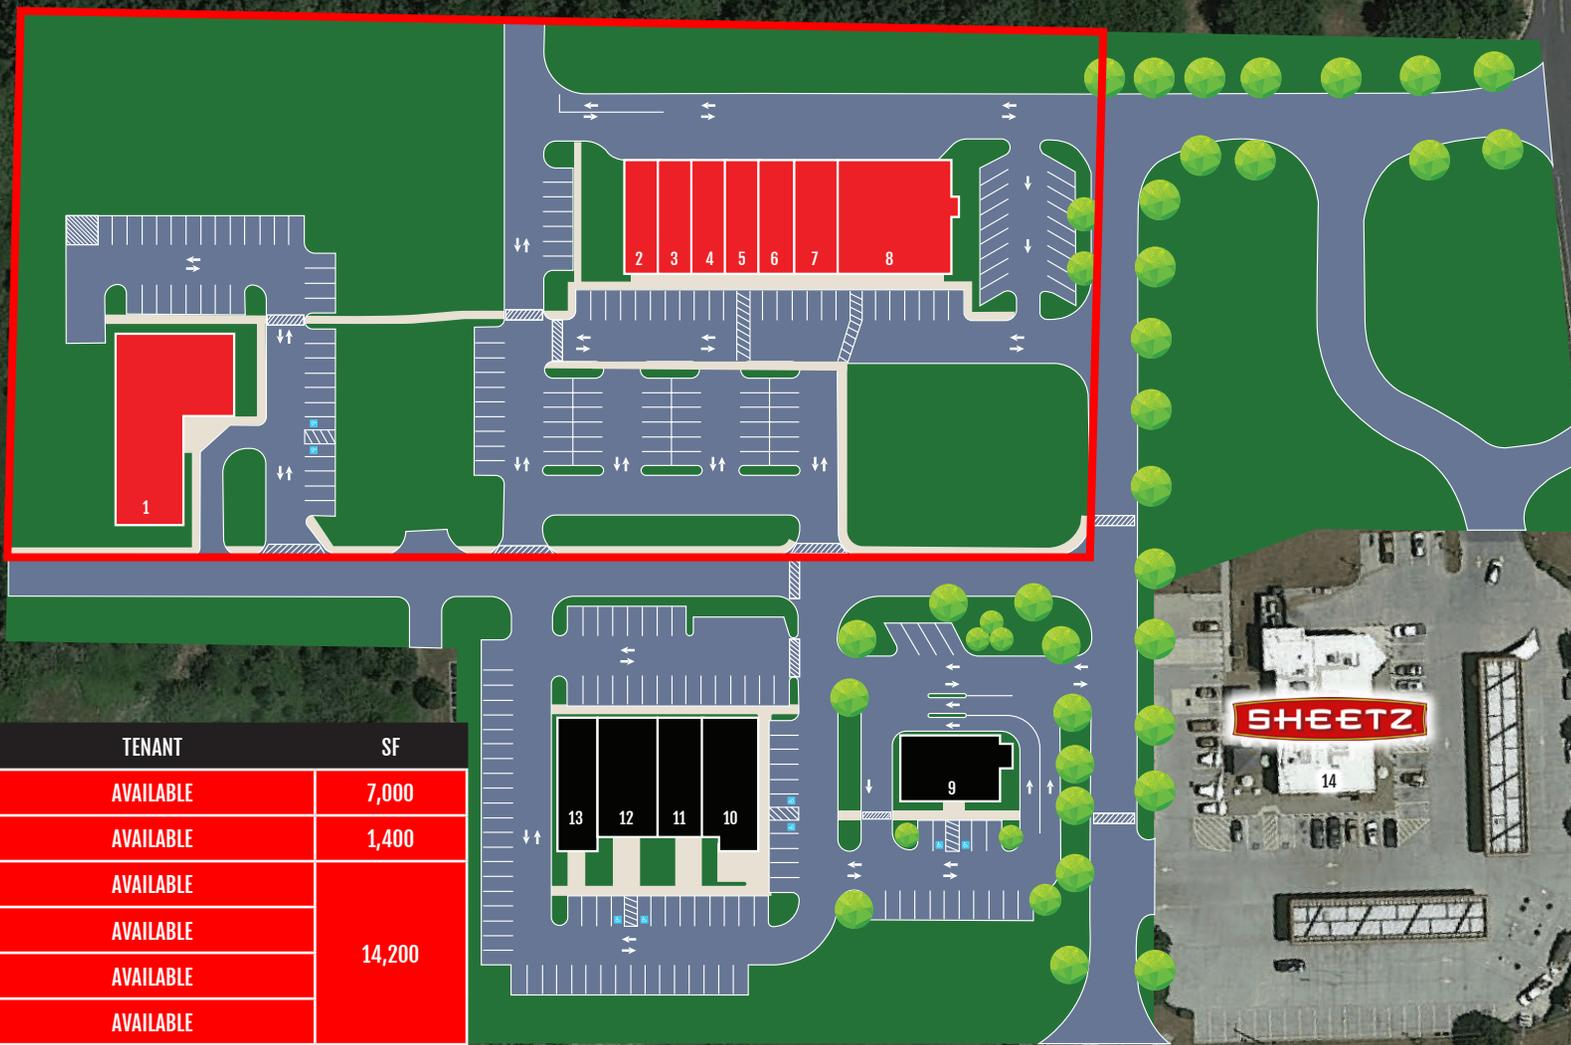 2 3 4 5 6 7 8
1
SHEETZ
14
13 12 11 10
9
TENANT SF
AVAILABLE 7,000
AVAILABLE 1,400
AVAILABLE
AVAILABLE
14,200
AVAILABLE
AVAILABLE